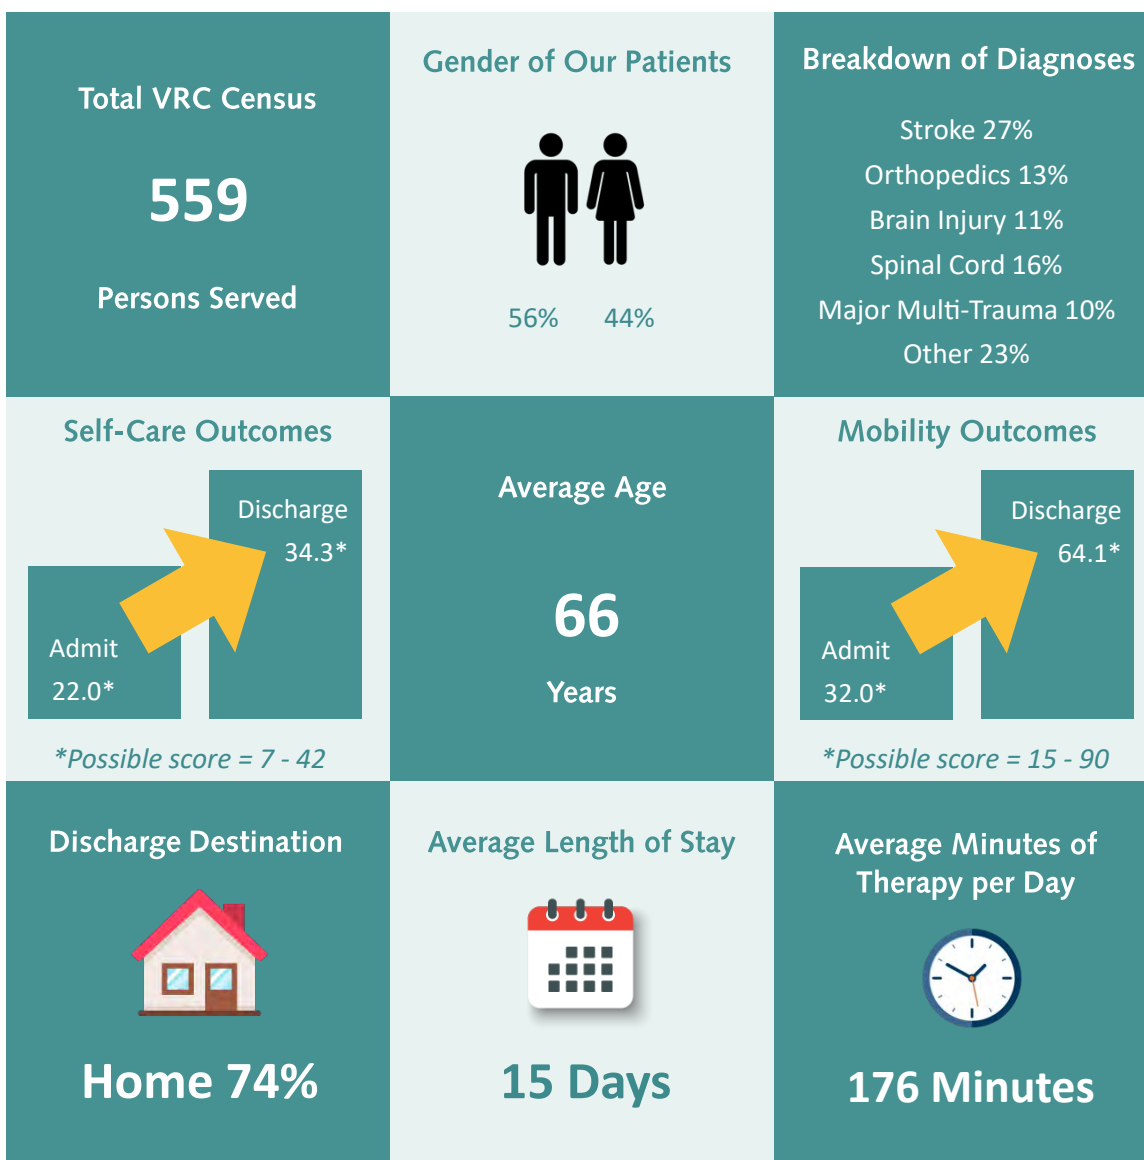 Total VRC Census
559
Persons Served
Gender of Our Patients
56% 44%
Breakdown of Diagnoses
Stroke 27%
Orthopedics 13%
Brain Injury 11%
Spinal Cord 16%
Major Multi-Trauma 10%
Other 23%
Self-Care Outcomes
Discharge
34.3*
Admit
22.0*
*Possible score = 7 - 42
Average Age
66
Years
Mobility Outcomes
Discharge
64.1*
Admit
32.0*
*Possible score = 15 - 90
Discharge Destination
Home 74%
Average Length of Stay
15 Days
Average Minutes of
Therapy per Day
176 Minutes